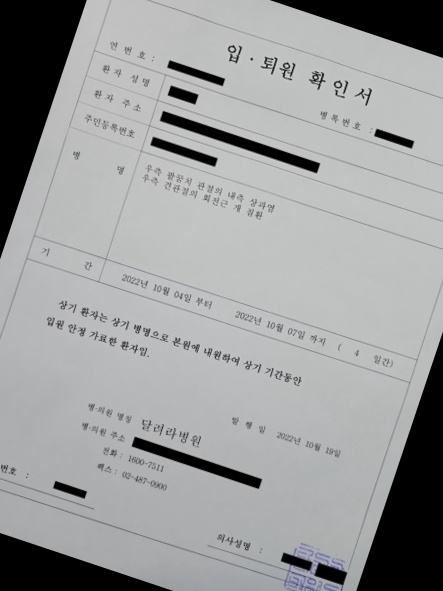 입 · 퇴원 확인서
연 번 호 :
병록번호 :
환 자 성 명
환 자 주 소
주민등록번호
병 명
우측 팔꿈치 관절의 내측 상과염
우측 견관절의 회전근 개 질환
기 간
2022년 10월 04일 부터 2022년 10월 07일 까지 ( 4 일간)
상기 환자는 상기 병명으로 본원에 내원하여 상기 기간동안
입원 안정 가료한 환자임.
발 행 일 2022년 10월 19일
병·의원 명칭 달려라병원
병·의원 주소
전화 : 1600-7511
팩스 : 02-487-0900
번호 :
의사성명 :